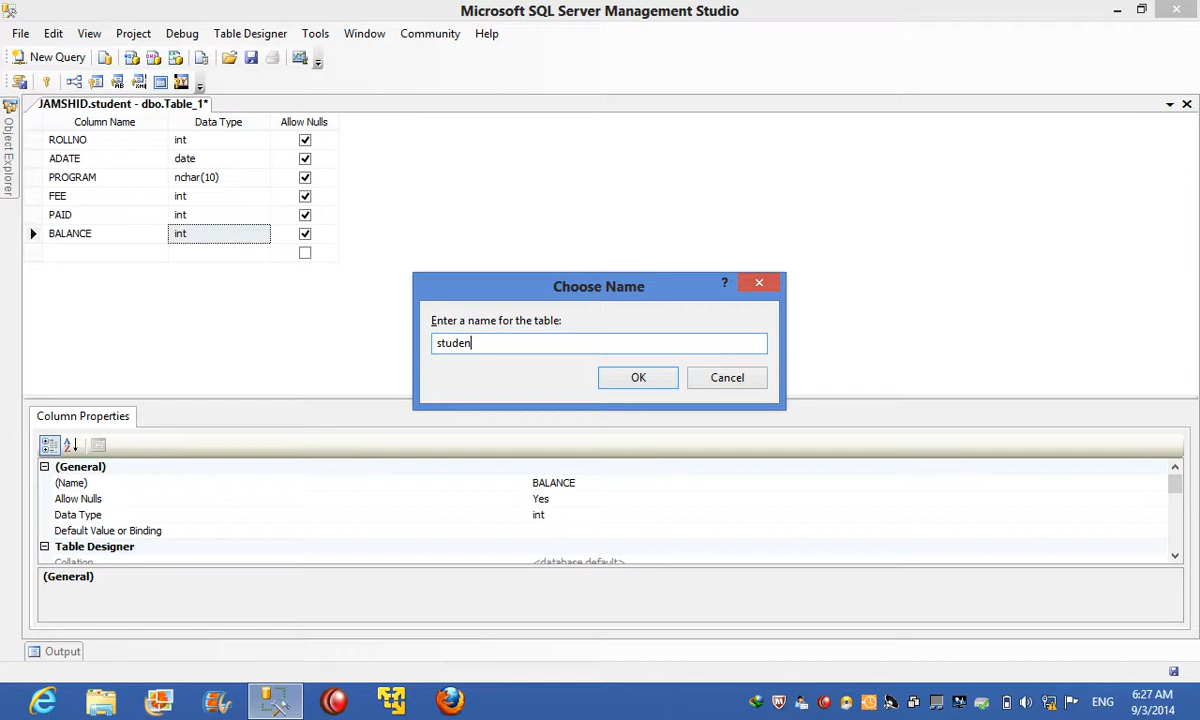 Microsoft SQL Server Management Studio
File Edit View Project Debug Table Designer Tools Window Community Help
New Query
JAMSHID.student - dbo.Table_1*
Object Explorer
Column Name Data Type Allow Nulls
ROLLNO int
ADATE date
PROGRAM nchar(10)
FEE int
PAID int
BALANCE int
Choose Name
?
Enter a name for the table:
studen
OK Cancel
Column Properties
(General)
(Name) BALANCE
Allow Nulls Yes
Data Type int
Default Value or Binding
Table Designer
Collation <database default>
(General)
Output
ENG
6:27 AM
9/3/2014